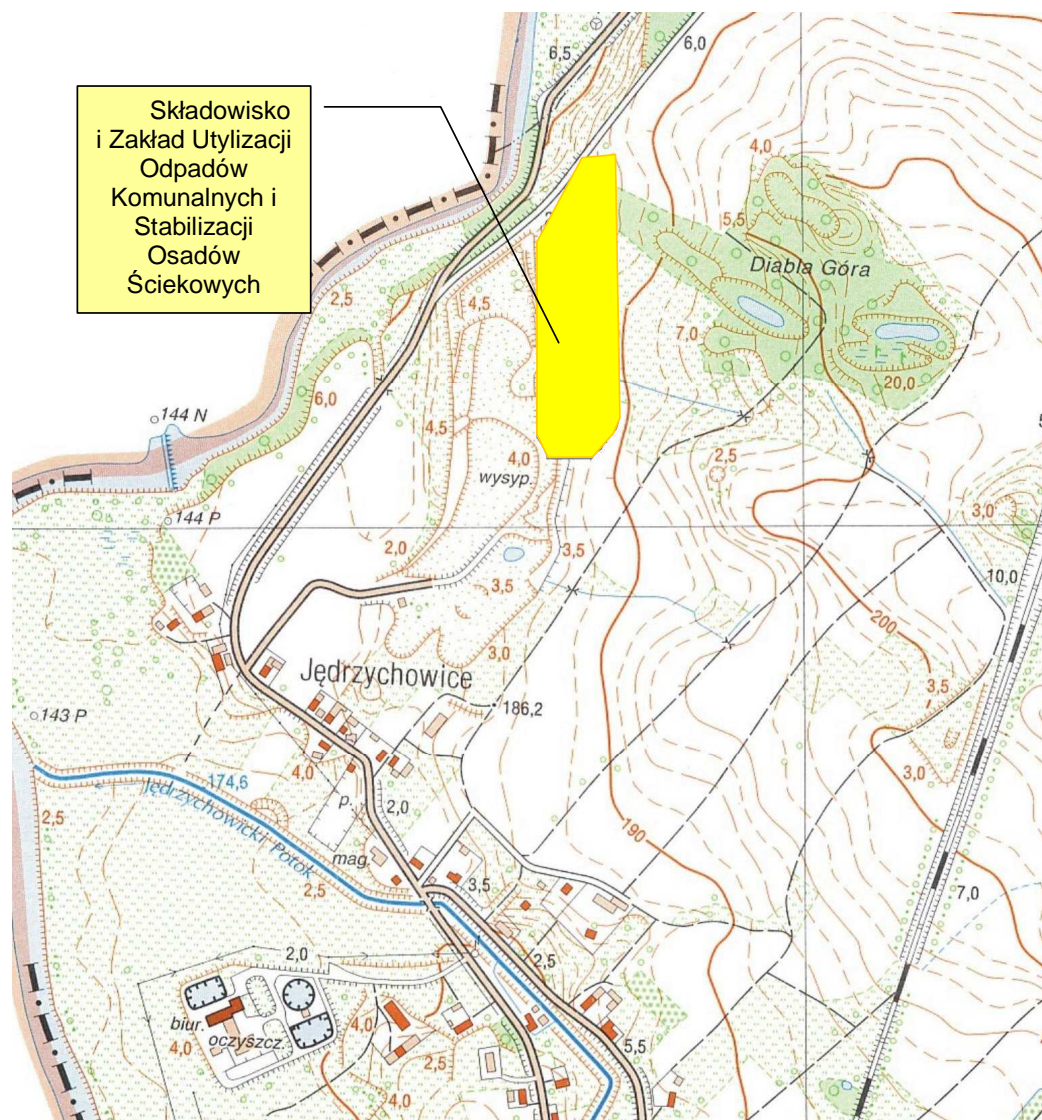 6,0
6,5
Składowisko
i Zakład Utylizacji
Odpadów
Komunalnych i
Stabilizacji
Osadów
Ściekowych
4,0
5,5
Diabla Góra
2,5
4,5
7,0
20,0
6,0
144 N
4,5
4,0
wysyp.
2,5
3,0
144 P
2,0
3,5
3,5
10,0
200
3,0
Jędrzychowice
186,2
3,5
143 P
3,0
4,0
174,6
Jędrzychowicki Potok
2,5
p.
2,0
190
mag.
2,5
3,5
7,0
2,0
2,5
biur.
oczyszcz.
4,0
4,0
2,5
5,5
4,0